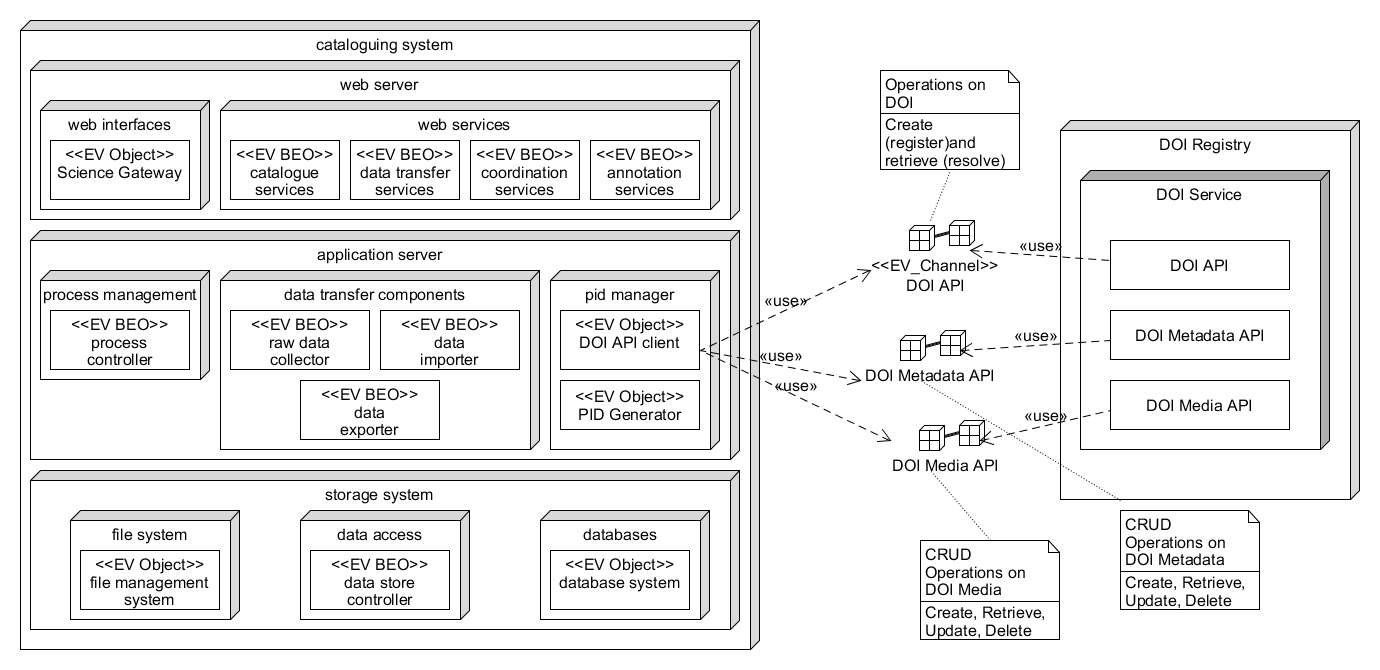 cataloguing system
web server
web interfaces
<<EV Object>>
Science Gateway
web services
<<EV BEO>>
catalogue
services
<<EV BEO>>
data transfer
services
<<EV BEO>>
coordination
services
<<EV BEO>>
annotation
services
application server
process management
<<EV BEO>>
process
controller
data transfer components
<<EV BEO>>
raw data
collector
<<EV BEO>>
data
importer
<<EV BEO>>
data
exporter
pid manager
<<EV Object>>
DOI API client
<<EV Object>>
PID Generator
storage system
file system
<<EV Object>>
file management
system
data access
<<EV BEO>>
data store
controller
databases
<<EV Object>>
database system
«use»
«use»
«use»
Operations on
DOI
Create
(register)and
retrieve (resolve)
<<EV_Channel>>
DOI API
DOI Metadata API
DOI Media API
«use»
«use»
«use»
DOI Registry
DOI Service
DOI API
DOI Metadata API
DOI Media API
CRUD
Operations on
DOI Media
Create, Retrieve,
Update, Delete
CRUD
Operations on
DOI Metadata
Create, Retrieve,
Update, Delete